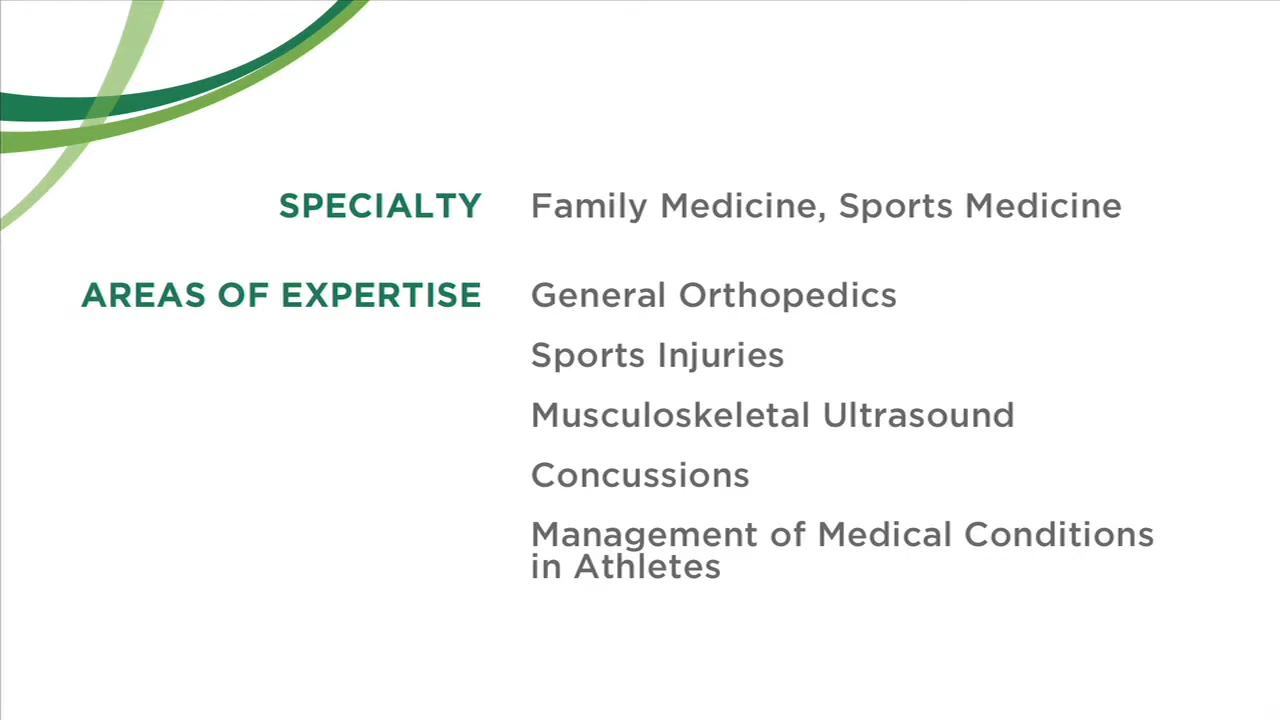 SPECIALTY Family Medicine, Sports Medicine
AREAS OF EXPERTISE General Orthopedics
Sports Injuries
Musculoskeletal Ultrasound
Concussions
Management of Medical Conditions
in Athletes